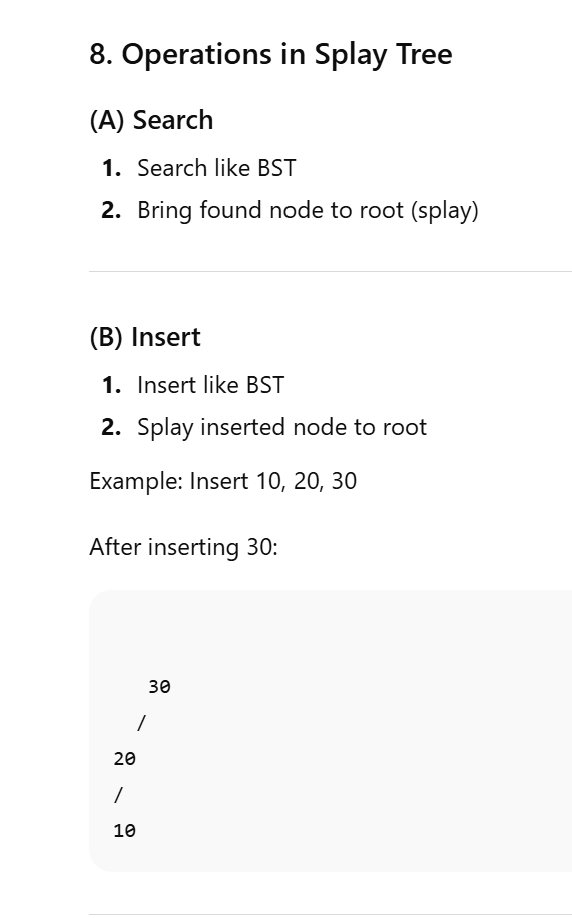 8. Operations in Splay Tree
(A) Search
1. Search like BST
2. Bring found node to root (splay)
(B) Insert
1. Insert like BST
2. Splay inserted node to root
Example: Insert 10, 20, 30
After inserting 30:
30
/
20
/
10